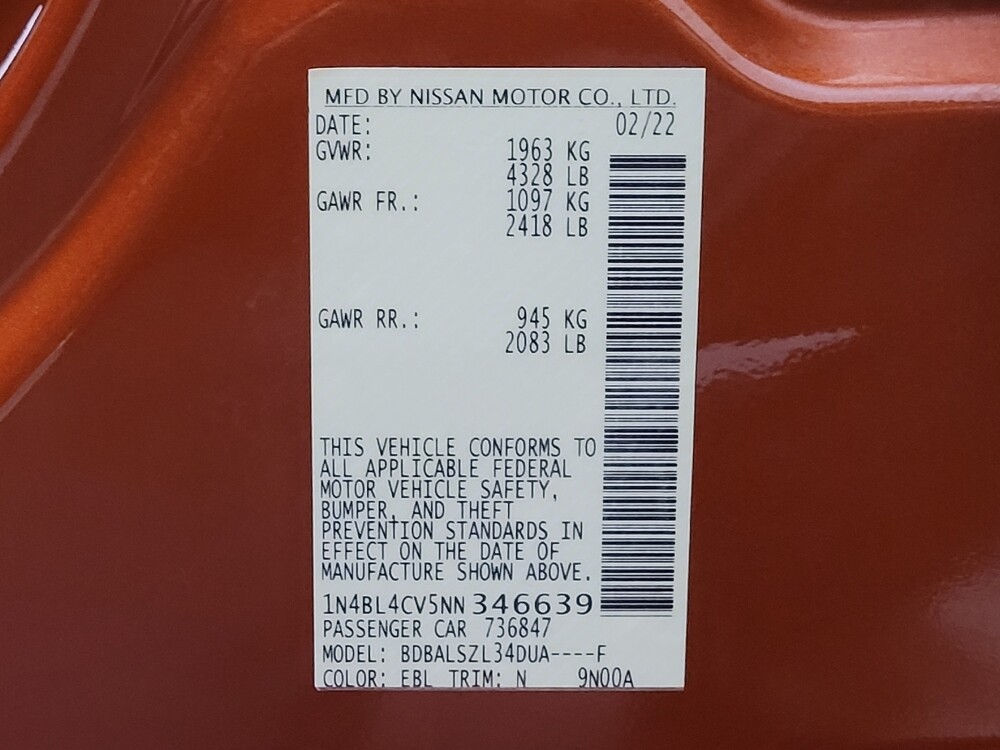 MFD BY NISSAN MOTOR CO., LTD.
DATE: 02/22
GVWR: 1963 KG
4328 LB
GAWR FR.: 1097 KG
2418 LB
GAWR RR.: 945 KG
2083 LB
THIS VEHICLE CONFORMS TO
ALL APPLICABLE FEDERAL
MOTOR VEHICLE SAFETY,
BUMPER, AND THEFT
PREVENTION STANDARDS IN
EFFECT ON THE DATE OF
MANUFACTURE SHOWN ABOVE.
1N4BL4CV5NN346639
PASSENGER CAR 736847
MODEL: BDBALSZL34DUA----F
COLOR: EBL TRIM: N 9N00A